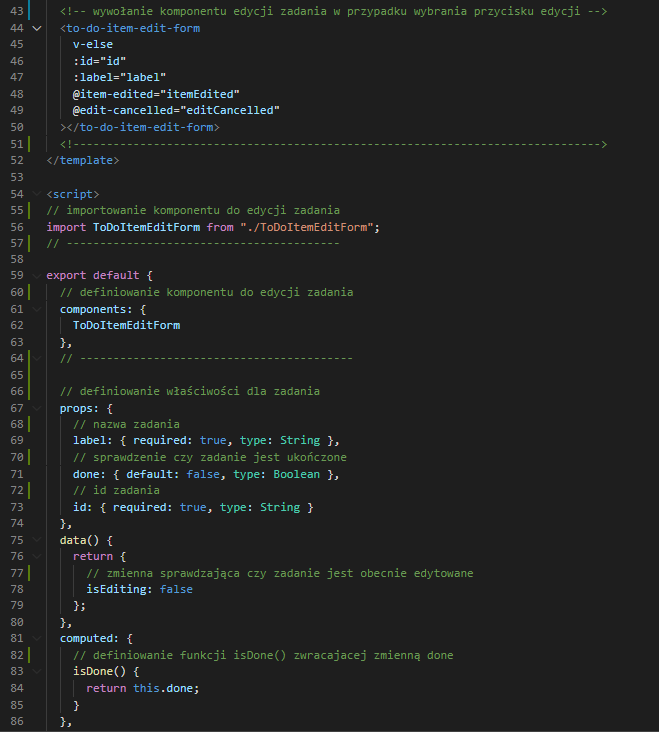 43 <!-- wywołanie komponentu edycji zadania w przypadku wybrania przycisku edycji -->
44 <to-do-item-edit-form
45 v-else
46 :id="id"
47 :label="label"
48 @item-edited="itemEdited"
49 @edit-cancelled="editCancelled"
50 ></to-do-item-edit-form>
51 <!------------------------------------------------------------------------------->
52 </template>
53
54 <script>
55 // importowanie komponentu do edycji zadania
56 import ToDoItemEditForm from "./ToDoItemEditForm";
57 // -----------------------------------------
58
59 export default {
60 // definiowanie komponentu do edycji zadania
61 components: {
62 ToDoItemEditForm
63 },
64 // -----------------------------------------
65
66 // definiowanie właściwości dla zadania
67 props: {
68 // nazwa zadania
69 label: { required: true, type: String },
70 // sprawdzenie czy zadanie jest ukończone
71 done: { default: false, type: Boolean },
72 // id zadania
73 id: { required: true, type: String }
74 },
75 data() {
76 return {
77 // zmienna sprawdzająca czy zadanie jest obecnie edytowane
78 isEditing: false
79 };
80 },
81 computed: {
82 // definiowanie funkcji isDone() zwracajacej zmienną done
83 isDone() {
84 return this.done;
85 }
86 },